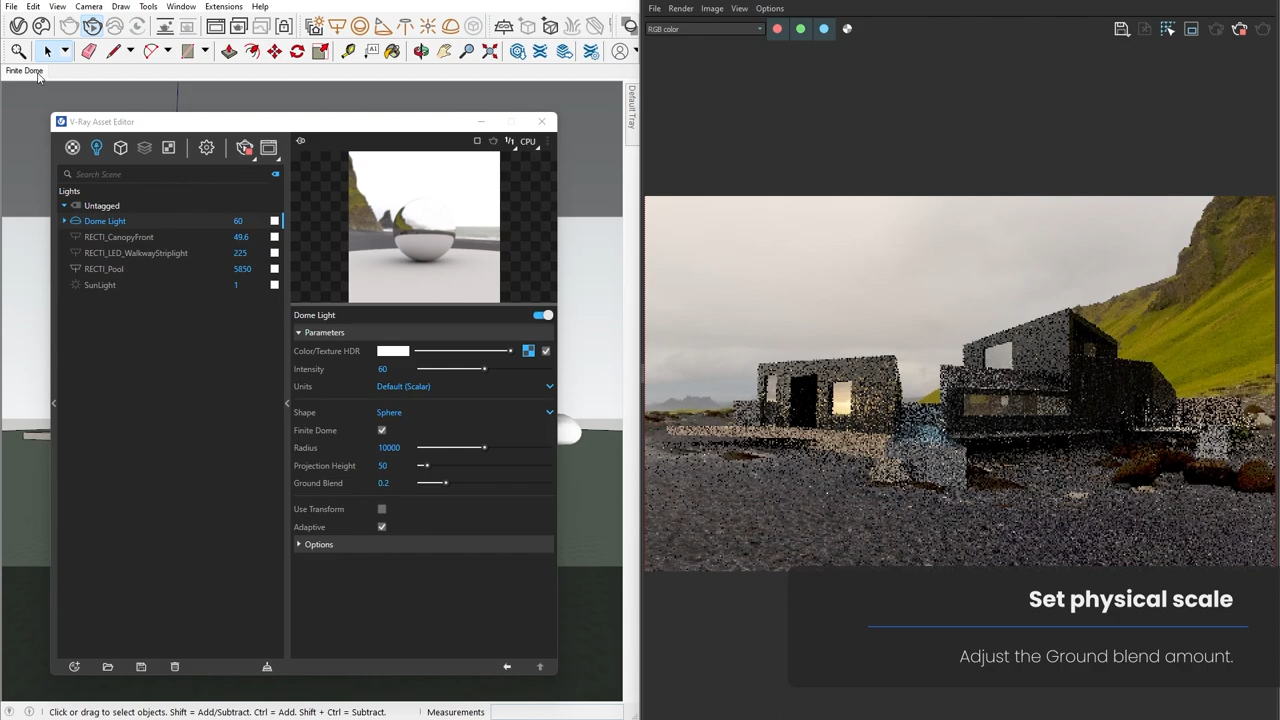 File Edit View Camera Draw Tools Window Extensions Help
Finite Dome
Default Tray
V-Ray Asset Editor
1/1 CPU
Search Scene
Lights
Untagged
Dome Light 60
RECTI_CanopyFront 49.6
RECTI_LED_WalkwayStriplight 225
RECTI_Pool 5850
SunLight 1
Dome Light
Parameters
Color/Texture HDR
Intensity 60
Units Default (Scalar)
Shape Sphere
Finite Dome
Radius 10000
Projection Height 50
Ground Blend 0.2
Use Transform
Adaptive
Options
Click or drag to select objects. Shift = Add/Subtract. Ctrl = Add. Shift + Ctrl = Subtract. Measurements
File Render Image View Options
RGB color
Set physical scale
Adjust the Ground blend amount.